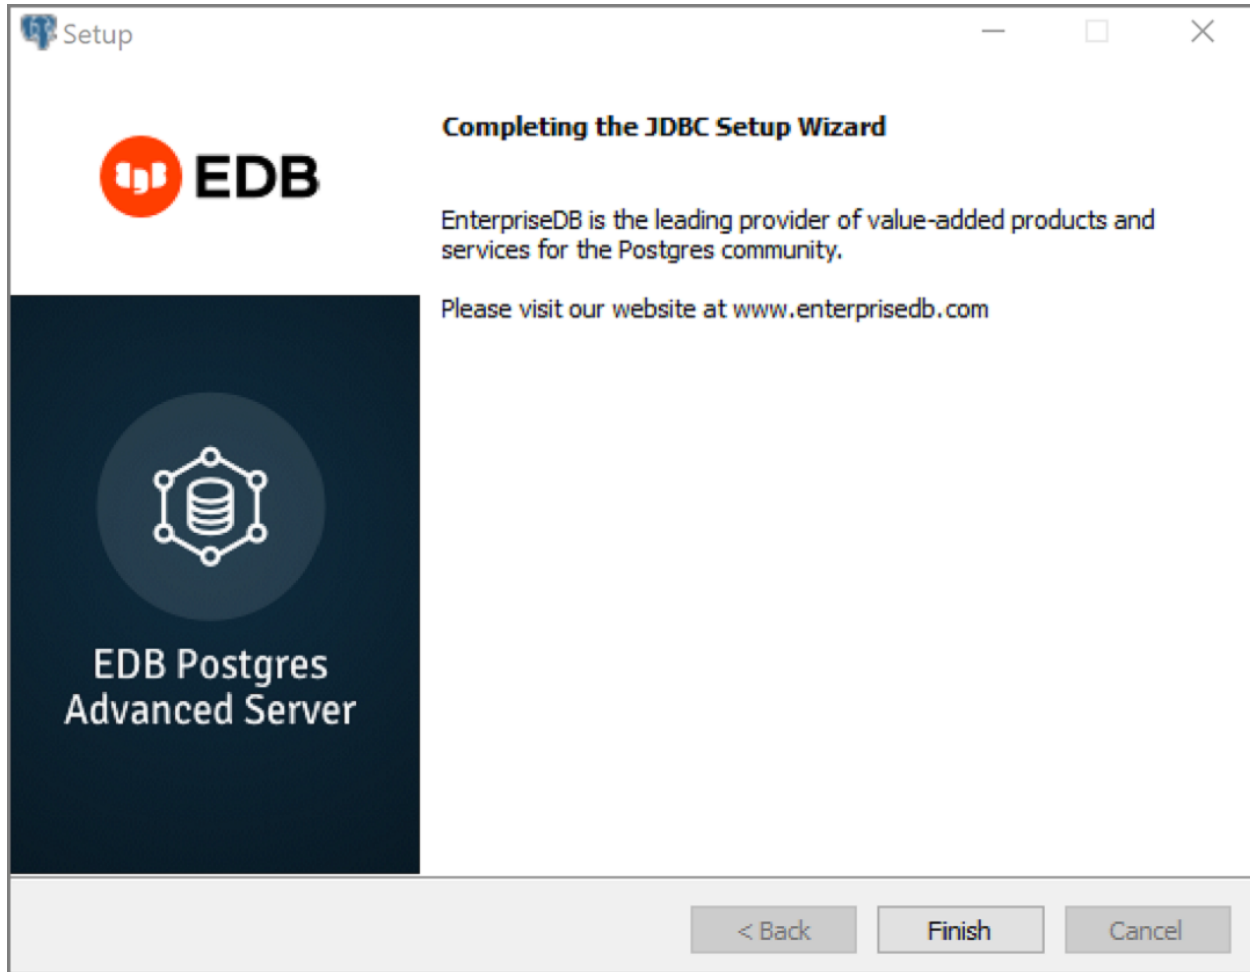 Setup
EDB
Completing the JDBC Setup Wizard
EnterpriseDB is the leading provider of value-added products and
services for the Postgres community.
Please visit our website at www.enterprisedb.com
EDB Postgres
Advanced Server
< Back
Finish
Cancel